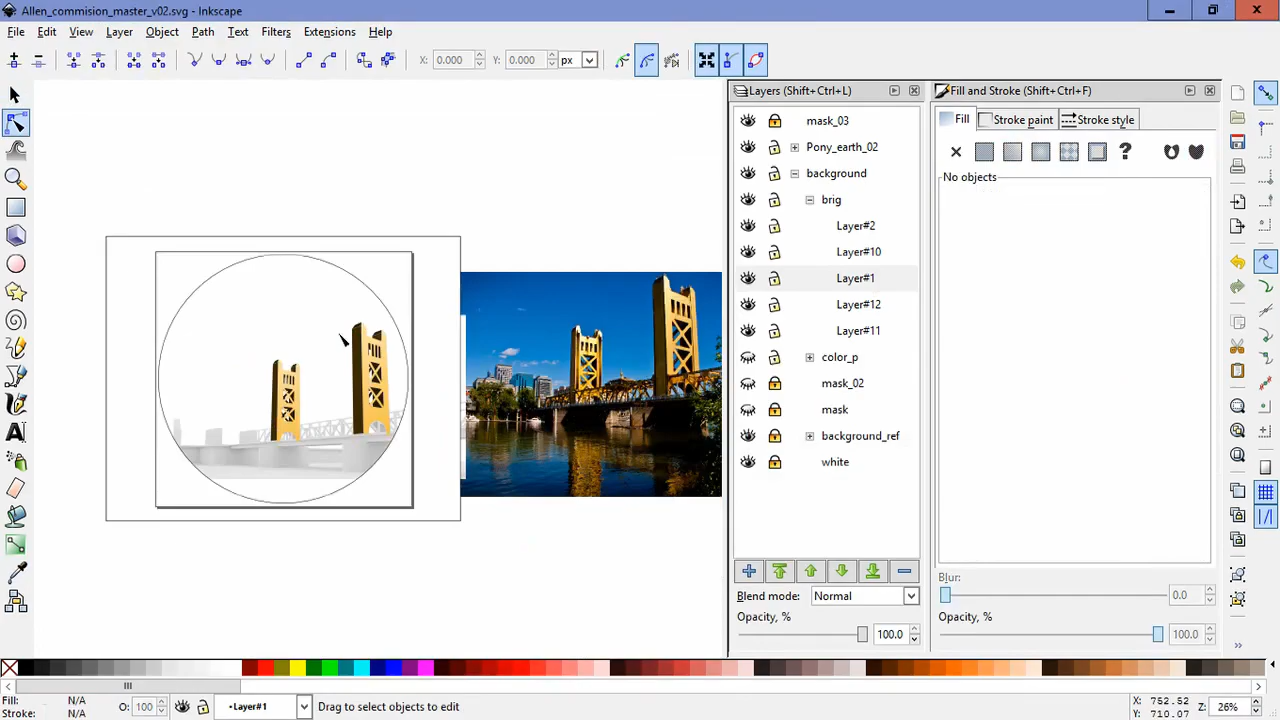 Allen_commision_master_v02.svg - Inkscape
File Edit View Layer Object Path Text Filters Extensions Help
X: 0.000 Y: 0.000 px
Layers (Shift+Ctrl+L)
Fill and Stroke (Shift+Ctrl+F)
Fill Stroke paint Stroke style
?
No objects
mask_03
Pony_earth_02
background
brig
Layer#2
Layer#10
Layer#1
Layer#12
Layer#11
color_p
mask_02
mask
background_ref
white
Blend mode: Normal
Opacity, %
100.0
Blur:
0.0
Opacity, %
100.0
Fill: N/A
Stroke: N/A
O: 100
•Layer#1
Drag to select objects to edit
X: 752.52
Y: 710.07
Z: 26%